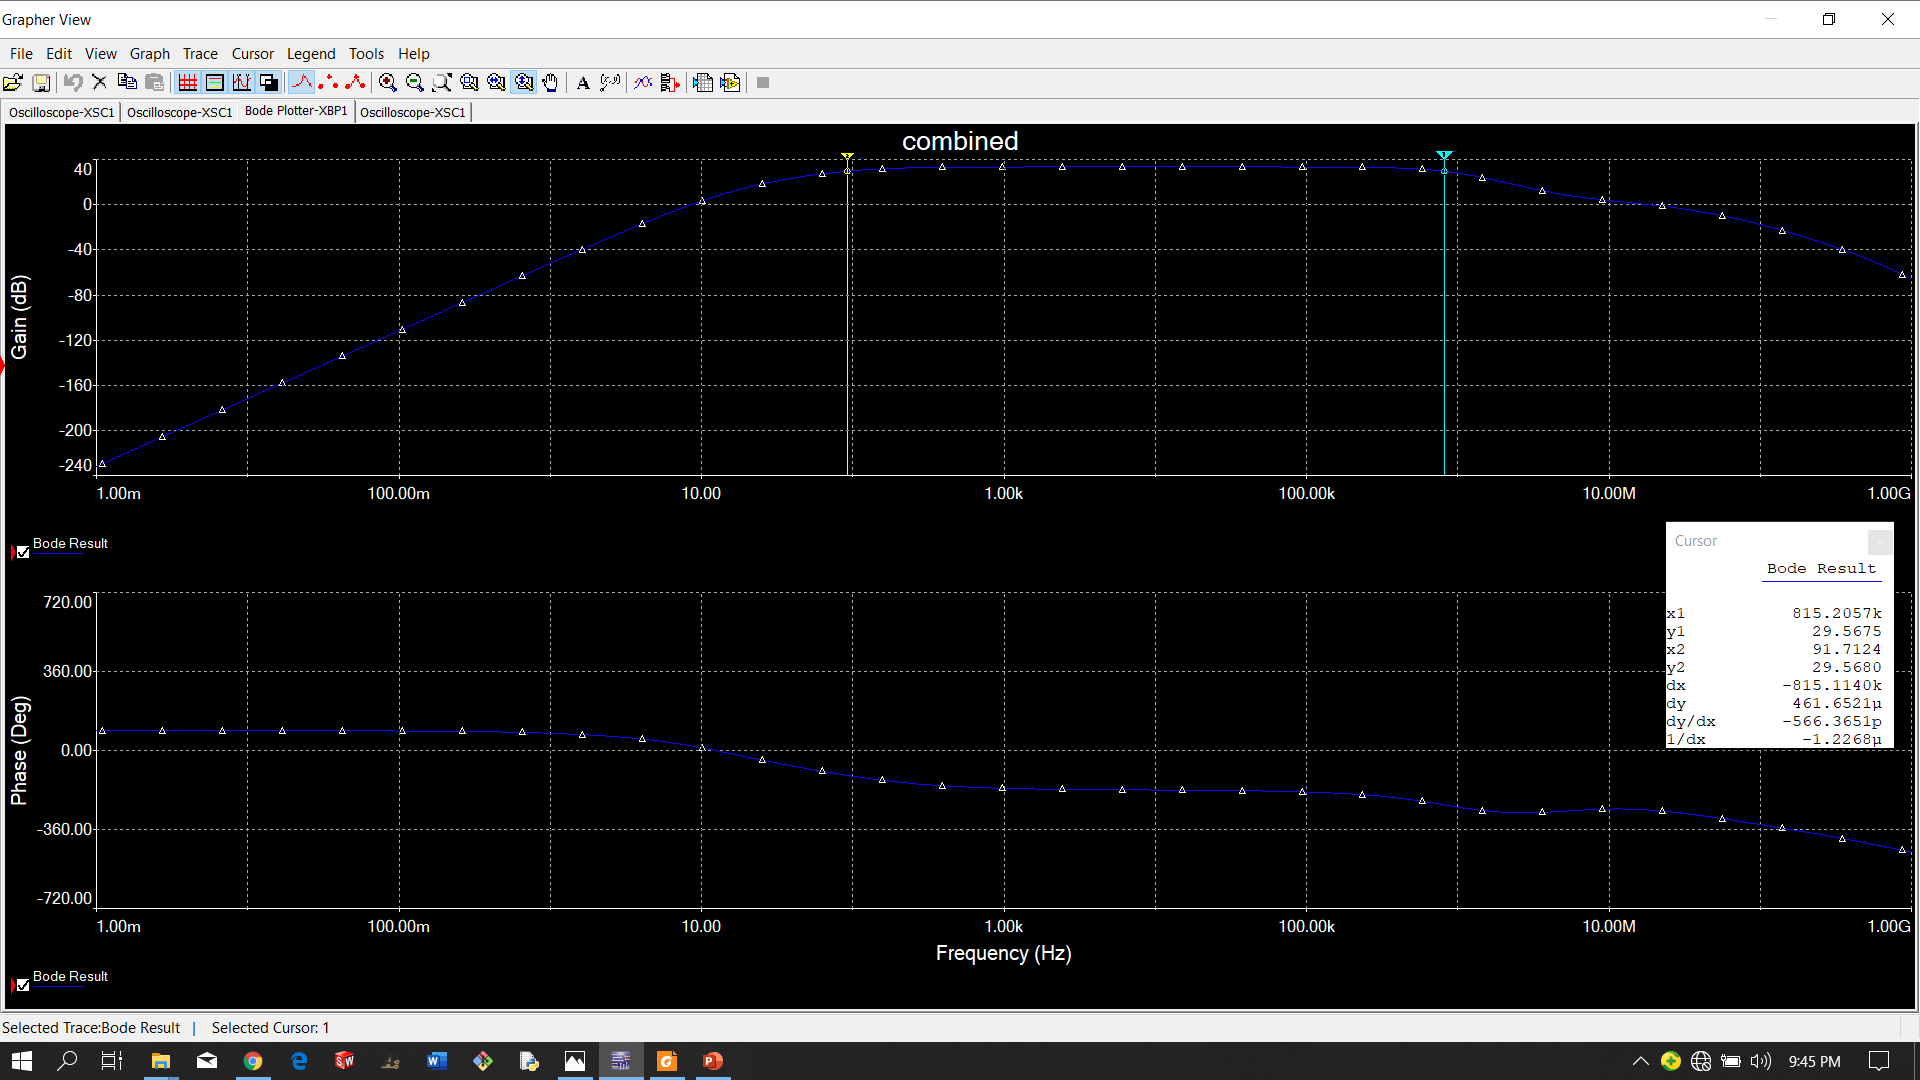 Grapher View
File Edit View Graph Trace Cursor Legend Tools Help
Oscilloscope-XSC1 Oscilloscope-XSC1 Bode Plotter-XBP1 Oscilloscope-XSC1
combined
Gain (dB)
40
0
-40
-80
-120
-160
-200
-240
1.00m 100.00m 10.00 1.00k 100.00k 10.00M 1.00G
Bode Result
Cursor
Bode Result
x1 815.2057k
y1 29.5675
x2 91.7124
y2 29.5680
dx -815.1140k
dy 461.6521µ
dy/dx -566.3651p
1/dx -1.2268µ
Phase (Deg)
720.00
360.00
0.00
-360.00
-720.00
1.00m 100.00m 10.00 1.00k 100.00k 10.00M 1.00G
Frequency (Hz)
Bode Result
Selected Trace:Bode Result | Selected Cursor: 1
9:45 PM